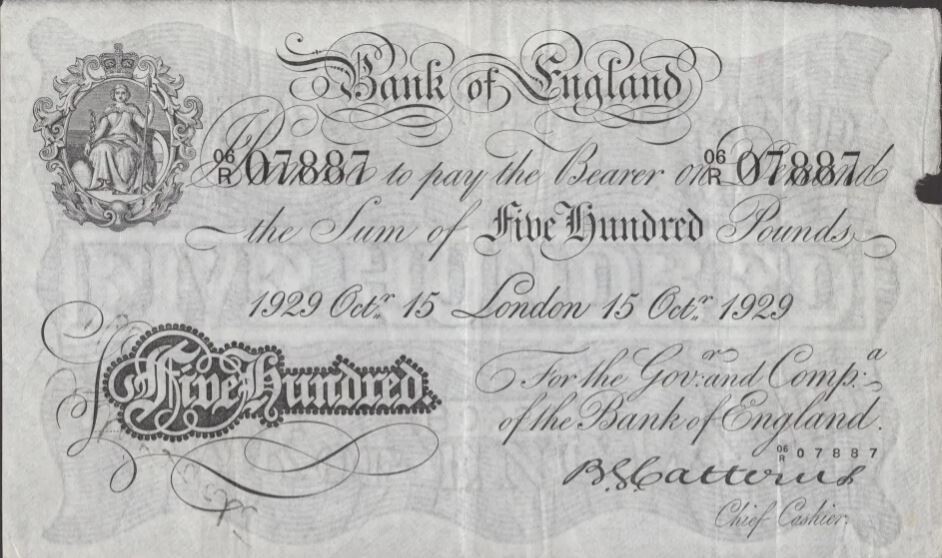 Bank of England
06 R 07887 to pay the Bearer on 06 R 07887
the Sum of Five Hundred Pounds
1929 Octr. 15 London 15 Octr. 1929
Five Hundred.
For the Govr: and Compa:
of the Bank of England.
06 R 07887
B G Catterns
Chief Cashier.